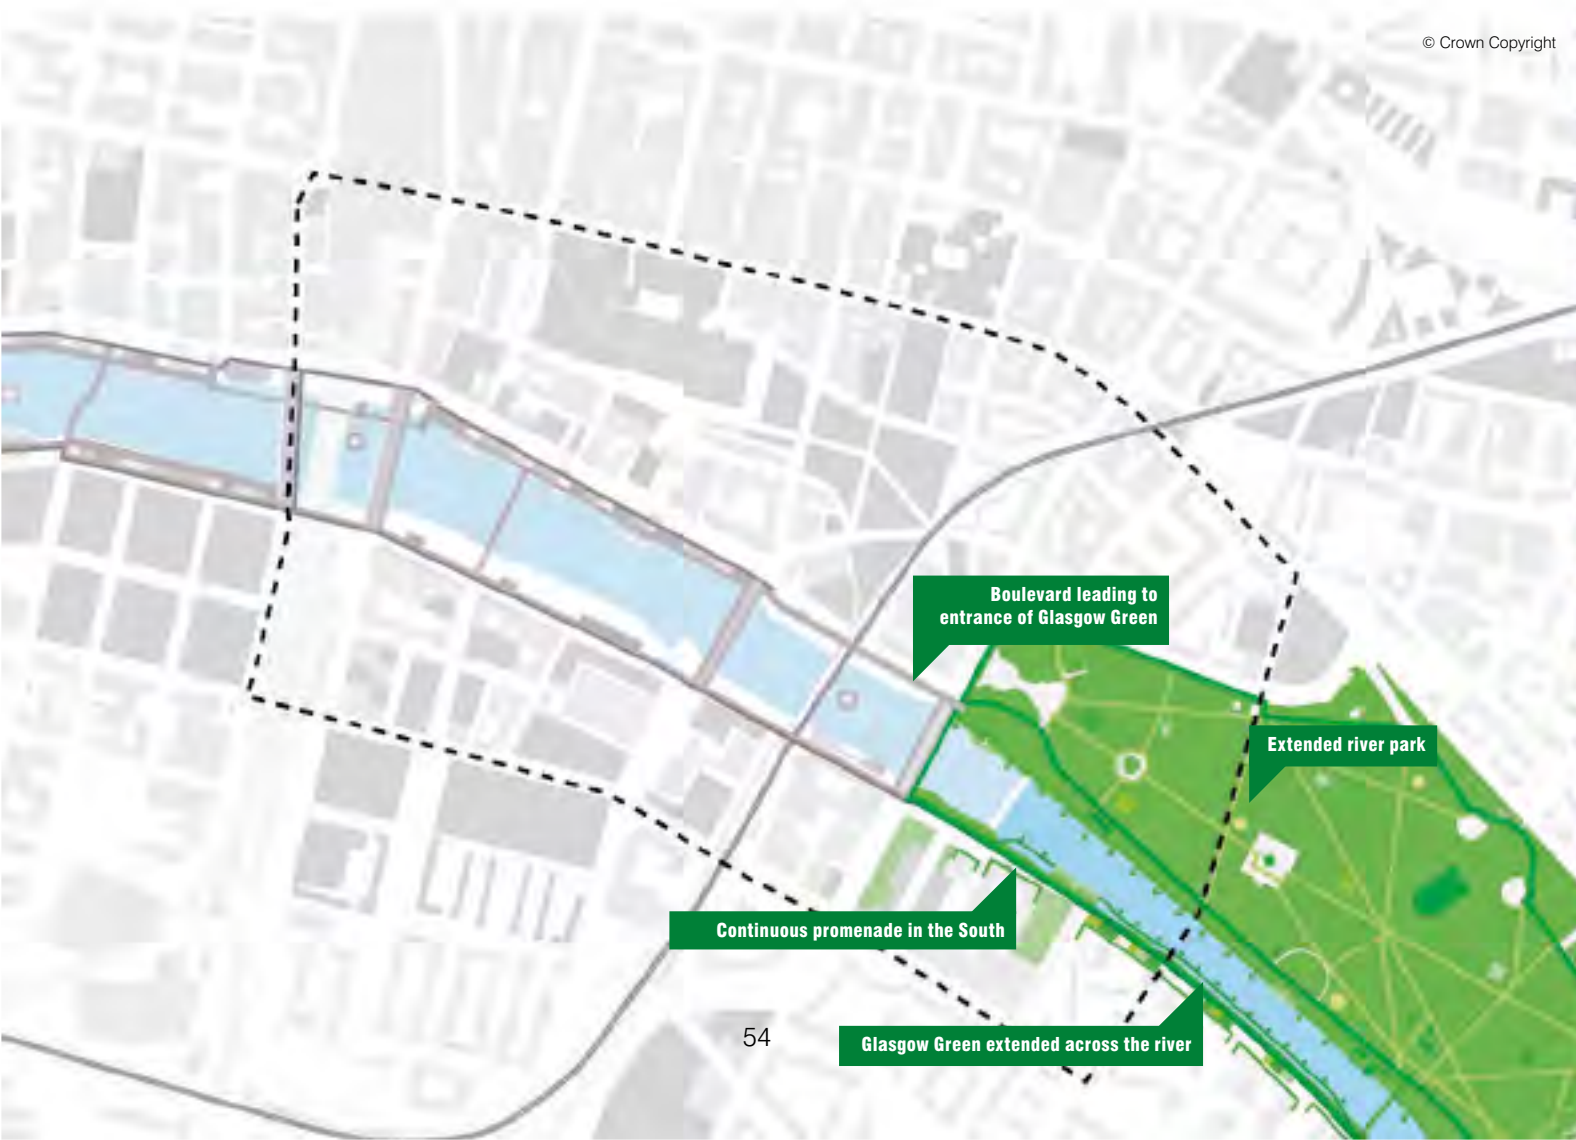 © Crown Copyright
Boulevard leading to
entrance of Glasgow Green
Extended river park
Continuous promenade in the South
54
Glasgow Green extended across the river